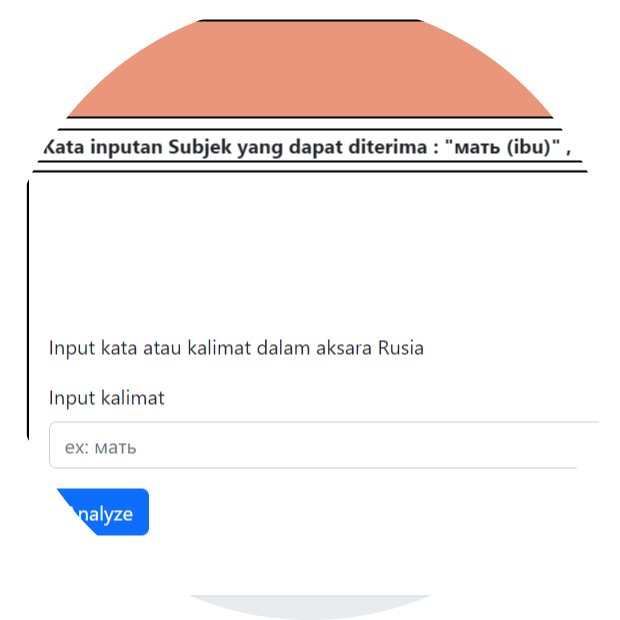 Kata inputan Subjek yang dapat diterima : "мать (ibu)" ,
Input kata atau kalimat dalam aksara Rusia
Input kalimat
ex: мать
Analyze